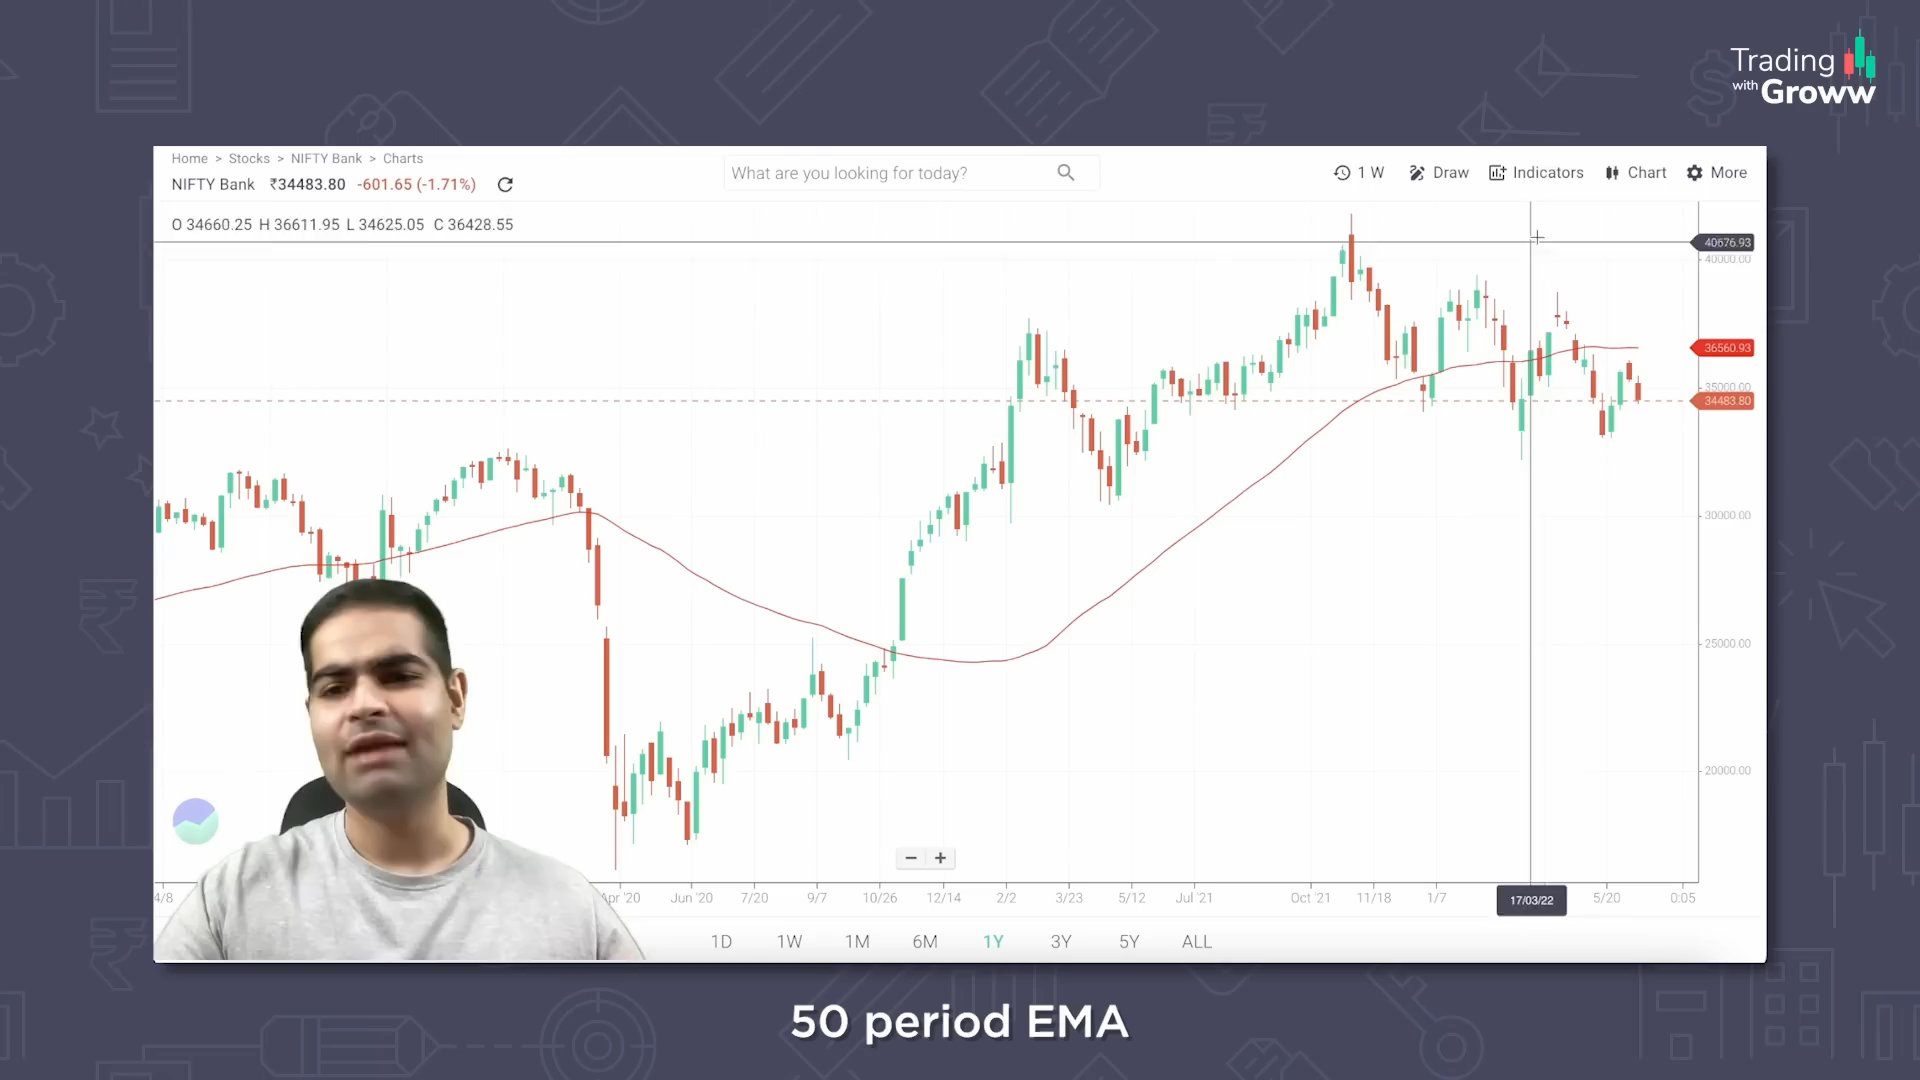 Trading
with Groww
Home > Stocks > NIFTY Bank > Charts
NIFTY Bank ₹34483.80 -601.65 (-1.71%)
What are you looking for today?
1 W Draw Indicators Chart More
O 34660.25 H 36611.95 L 34625.05 C 36428.55
40676.93
40000.00
36560.93
35000.00
34483.80
30000.00
25000.00
20000.00
4/8 Apr '20 Jun '20 7/20 9/7 10/26 12/14 2/2 3/23 5/12 Jul '21 Oct '21 11/18 1/7 17/03/22 5/20 0:05
1D 1W 1M 6M 1Y 3Y 5Y ALL
50 period EMA